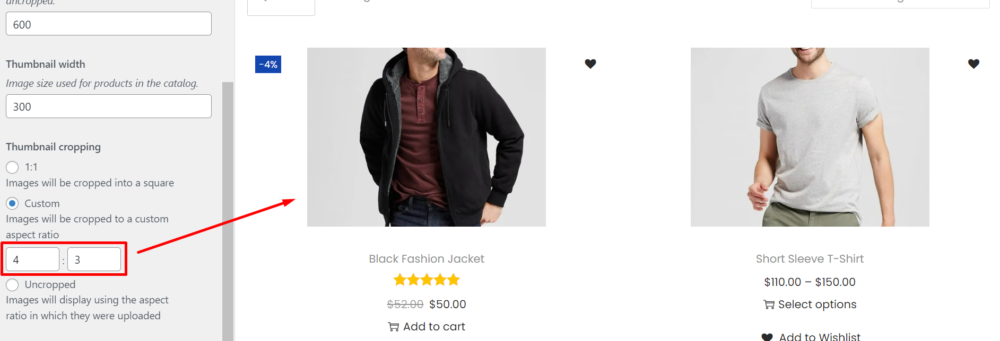 uncropped.
600
Thumbnail width
Image size used for products in the catalog.
300
Thumbnail cropping
1:1
Images will be cropped into a square
Custom
Images will be cropped to a custom
aspect ratio
4 : 3
Uncropped
Images will display using the aspect
ratio in which they were uploaded
-4%
Black Fashion Jacket
$52.00 $50.00
Add to cart
Short Sleeve T-Shirt
$110.00 – $150.00
Select options
Add to Wishlist